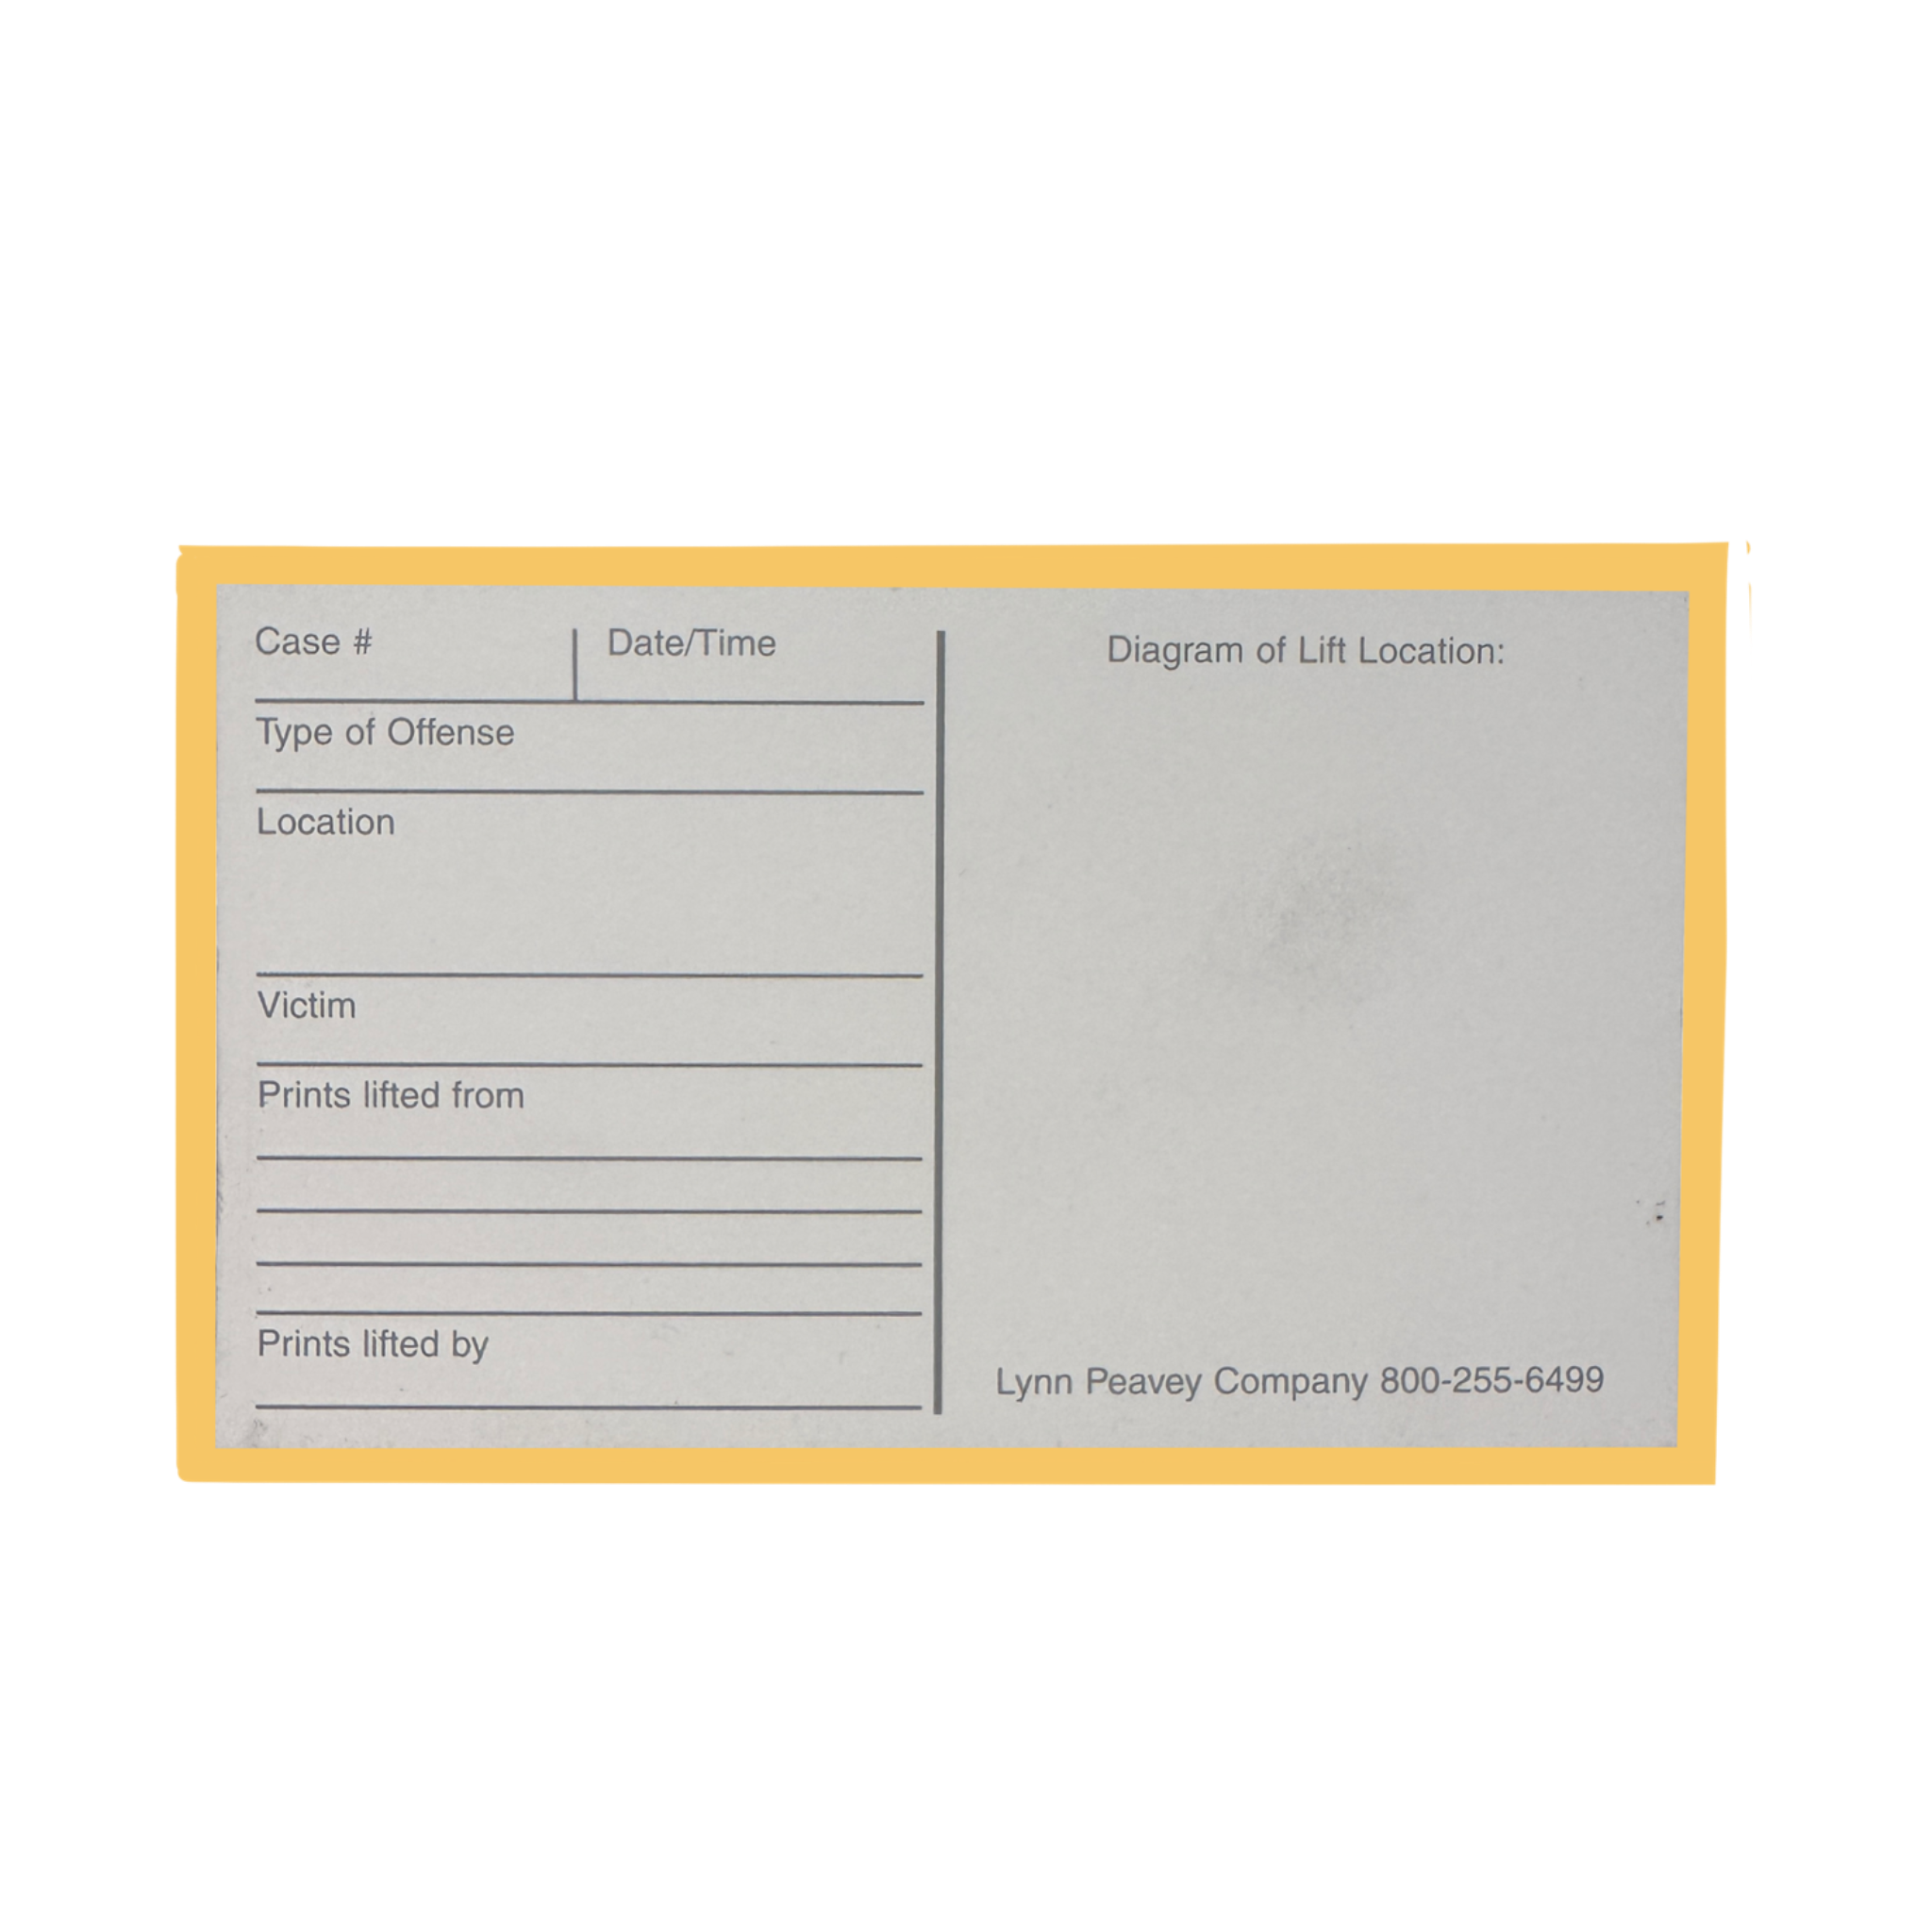 Case #
Date/Time
Type of Offense
Location
Victim
Prints lifted from
Prints lifted by
Diagram of Lift Location:
Lynn Peavey Company 800-255-6499